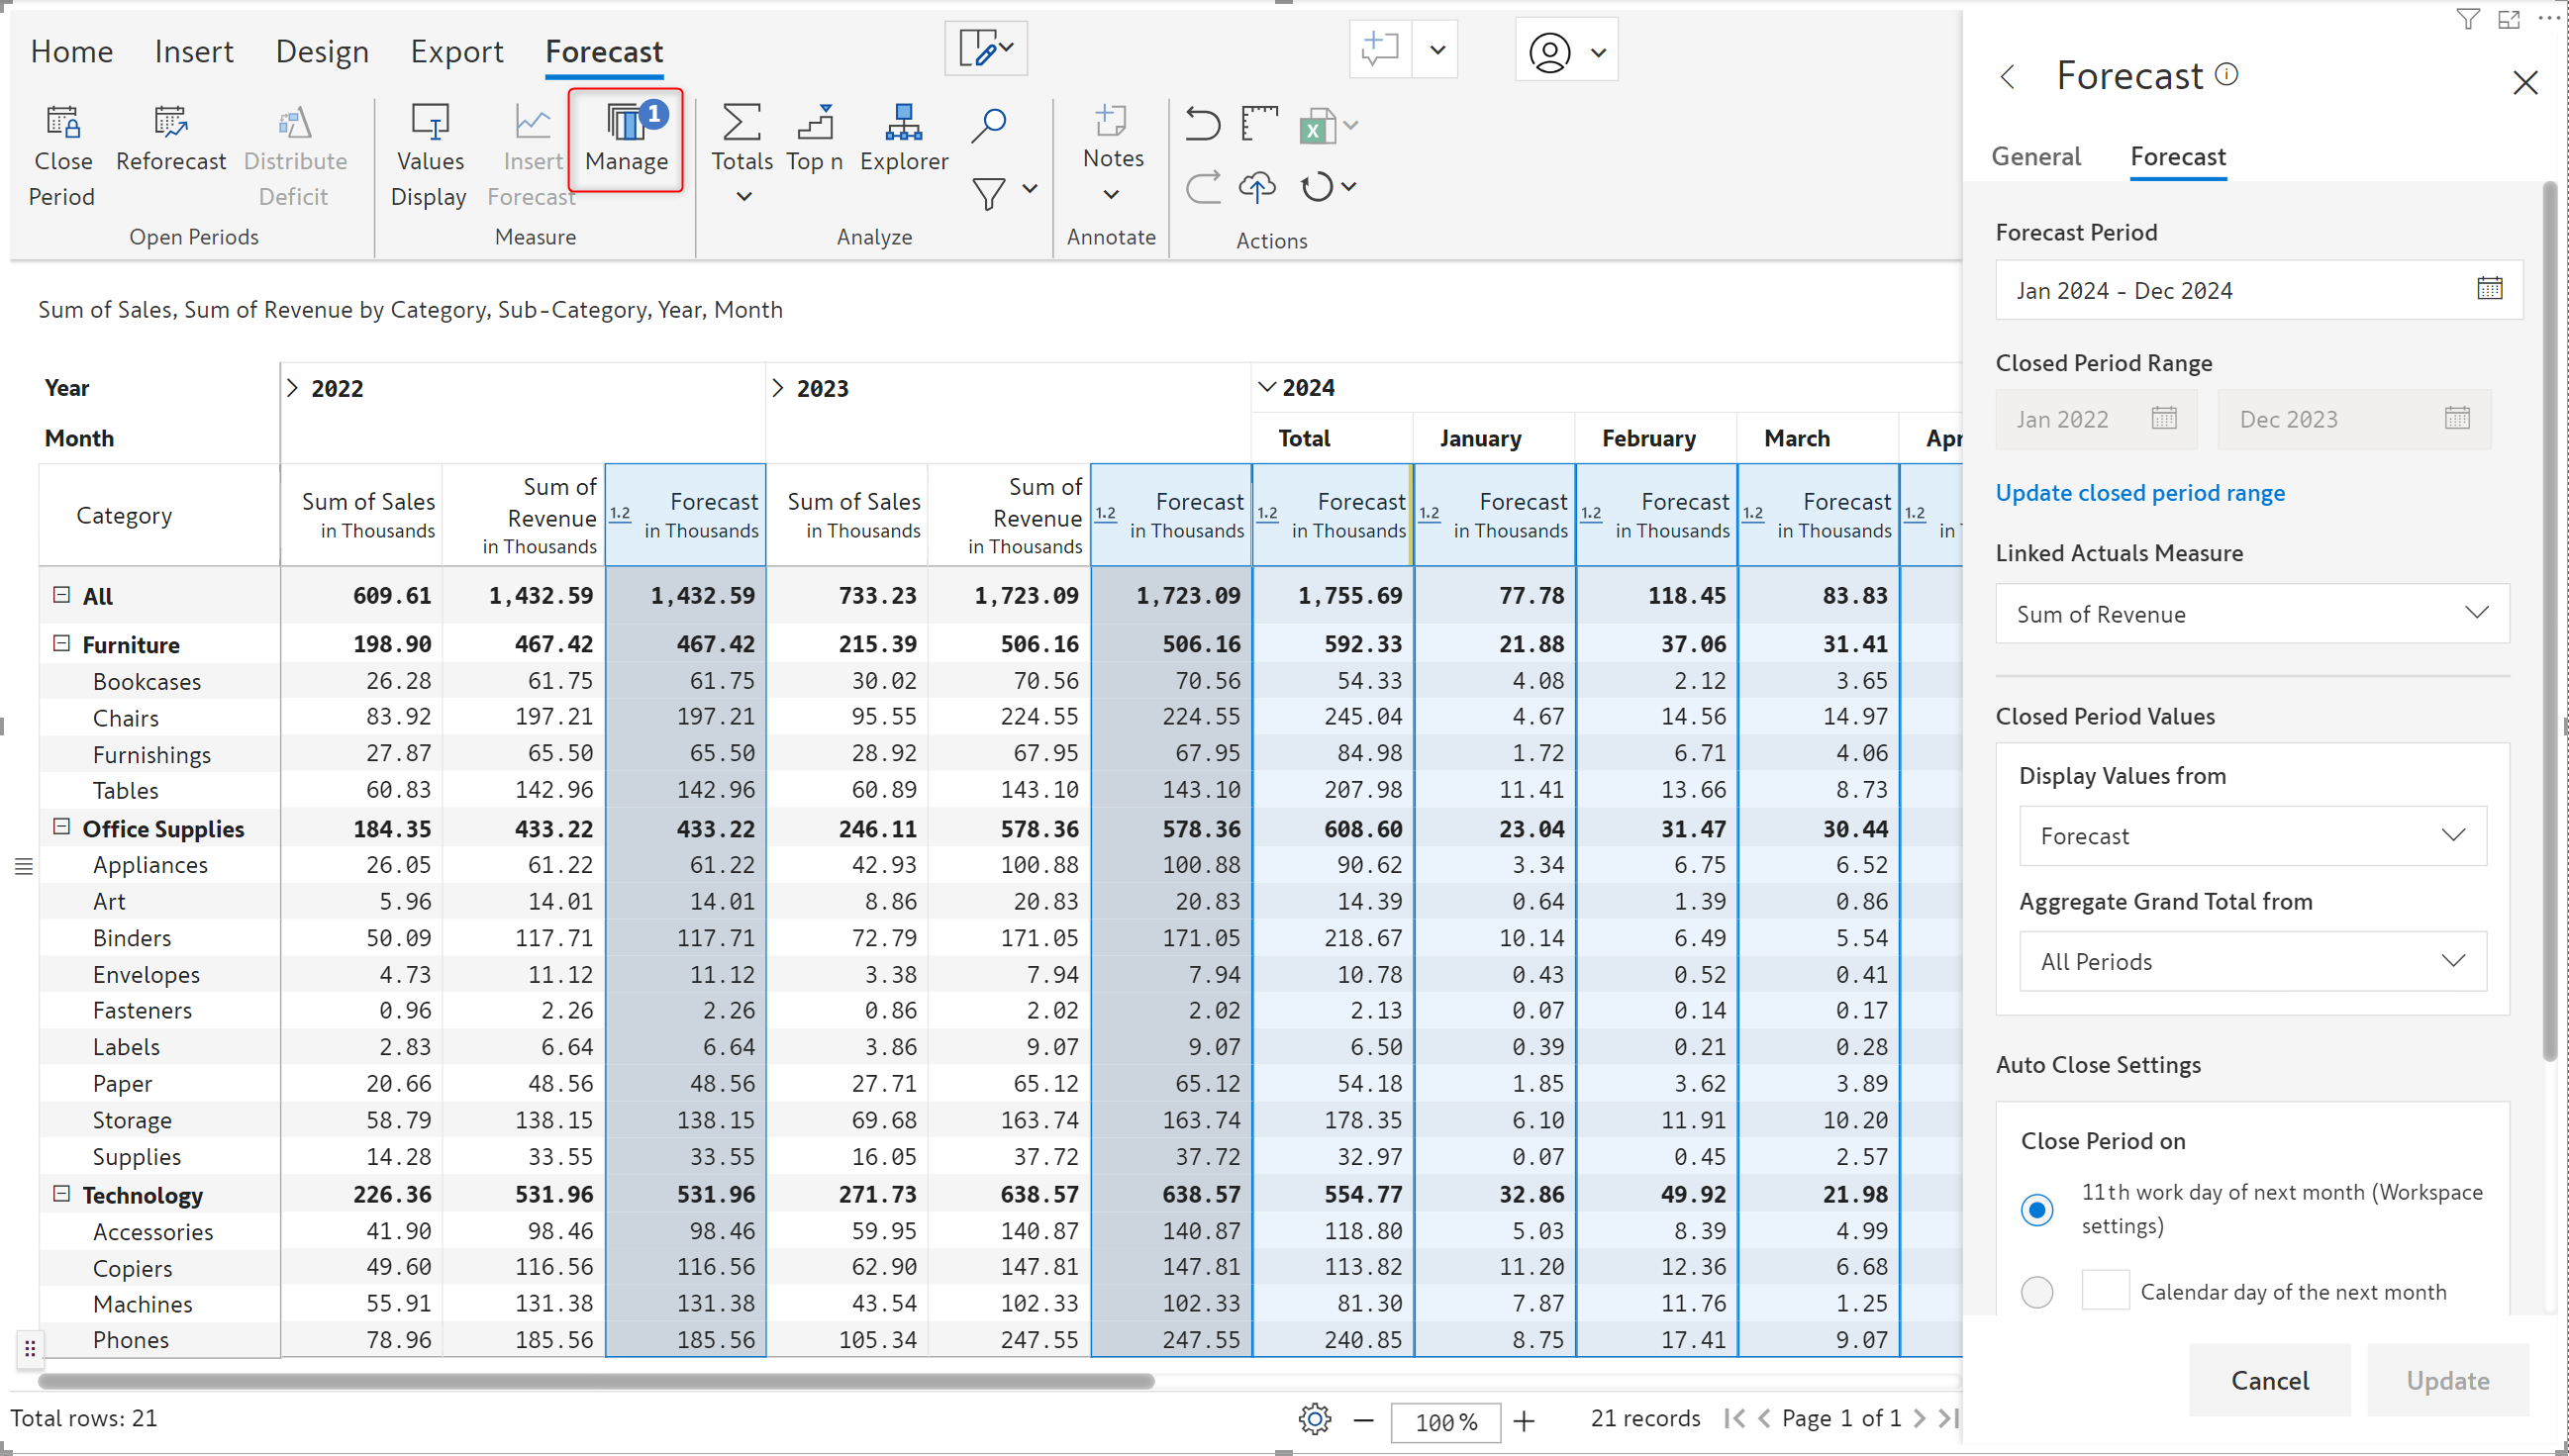 Home Insert Design Export Forecast
1
Close Period
Reforecast
Distribute Deficit
Open Periods
Values Display
Insert Forecast
Manage
Measure
Totals
Top n
Explorer
Analyze
Notes
Annotate
X
Actions
Sum of Sales, Sum of Revenue by Category, Sub-Category, Year, Month
Year 2022 2023 2024
Month Total January February March Apr
Category Sum of Sales in Thousands Sum of Revenue in Thousands 1.2 Forecast in Thousands Sum of Sales in Thousands Sum of Revenue in Thousands 1.2 Forecast in Thousands 1.2 Forecast in Thousands 1.2 Forecast in Thousands 1.2 Forecast in Thousands 1.2 Forecast in Thousands 1.2 in
All 609.61 1,432.59 1,432.59 733.23 1,723.09 1,723.09 1,755.69 77.78 118.45 83.83
Furniture 198.90 467.42 467.42 215.39 506.16 506.16 592.33 21.88 37.06 31.41
Bookcases 26.28 61.75 61.75 30.02 70.56 70.56 54.33 4.08 2.12 3.65
Chairs 83.92 197.21 197.21 95.55 224.55 224.55 245.04 4.67 14.56 14.97
Furnishings 27.87 65.50 65.50 28.92 67.95 67.95 84.98 1.72 6.71 4.06
Tables 60.83 142.96 142.96 60.89 143.10 143.10 207.98 11.41 13.66 8.73
Office Supplies 184.35 433.22 433.22 246.11 578.36 578.36 608.60 23.04 31.47 30.44
Appliances 26.05 61.22 61.22 42.93 100.88 100.88 90.62 3.34 6.75 6.52
Art 5.96 14.01 14.01 8.86 20.83 20.83 14.39 0.64 1.39 0.86
Binders 50.09 117.71 117.71 72.79 171.05 171.05 218.67 10.14 6.49 5.54
Envelopes 4.73 11.12 11.12 3.38 7.94 7.94 10.78 0.43 0.52 0.41
Fasteners 0.96 2.26 2.26 0.86 2.02 2.02 2.13 0.07 0.14 0.17
Labels 2.83 6.64 6.64 3.86 9.07 9.07 6.50 0.39 0.21 0.28
Paper 20.66 48.56 48.56 27.71 65.12 65.12 54.18 1.85 3.62 3.89
Storage 58.79 138.15 138.15 69.68 163.74 163.74 178.35 6.10 11.91 10.20
Supplies 14.28 33.55 33.55 16.05 37.72 37.72 32.97 0.07 0.45 2.57
Technology 226.36 531.96 531.96 271.73 638.57 638.57 554.77 32.86 49.92 21.98
Accessories 41.90 98.46 98.46 59.95 140.87 140.87 118.80 5.03 8.39 4.99
Copiers 49.60 116.56 116.56 62.90 147.81 147.81 113.82 11.20 12.36 6.68
Machines 55.91 131.38 131.38 43.54 102.33 102.33 81.30 7.87 11.76 1.25
Phones 78.96 185.56 185.56 105.34 247.55 247.55 240.85 8.75 17.41 9.07
Total rows: 21
100%
21 records
Page 1 of 1
Forecast
General Forecast
Forecast Period
Jan 2024 - Dec 2024
Closed Period Range
Jan 2022 Dec 2023
Update closed period range
Linked Actuals Measure
Sum of Revenue
Closed Period Values
Display Values from
Forecast
Aggregate Grand Total from
All Periods
Auto Close Settings
Close Period on
11th work day of next month (Workspace
settings)
Calendar day of the next month
Cancel Update